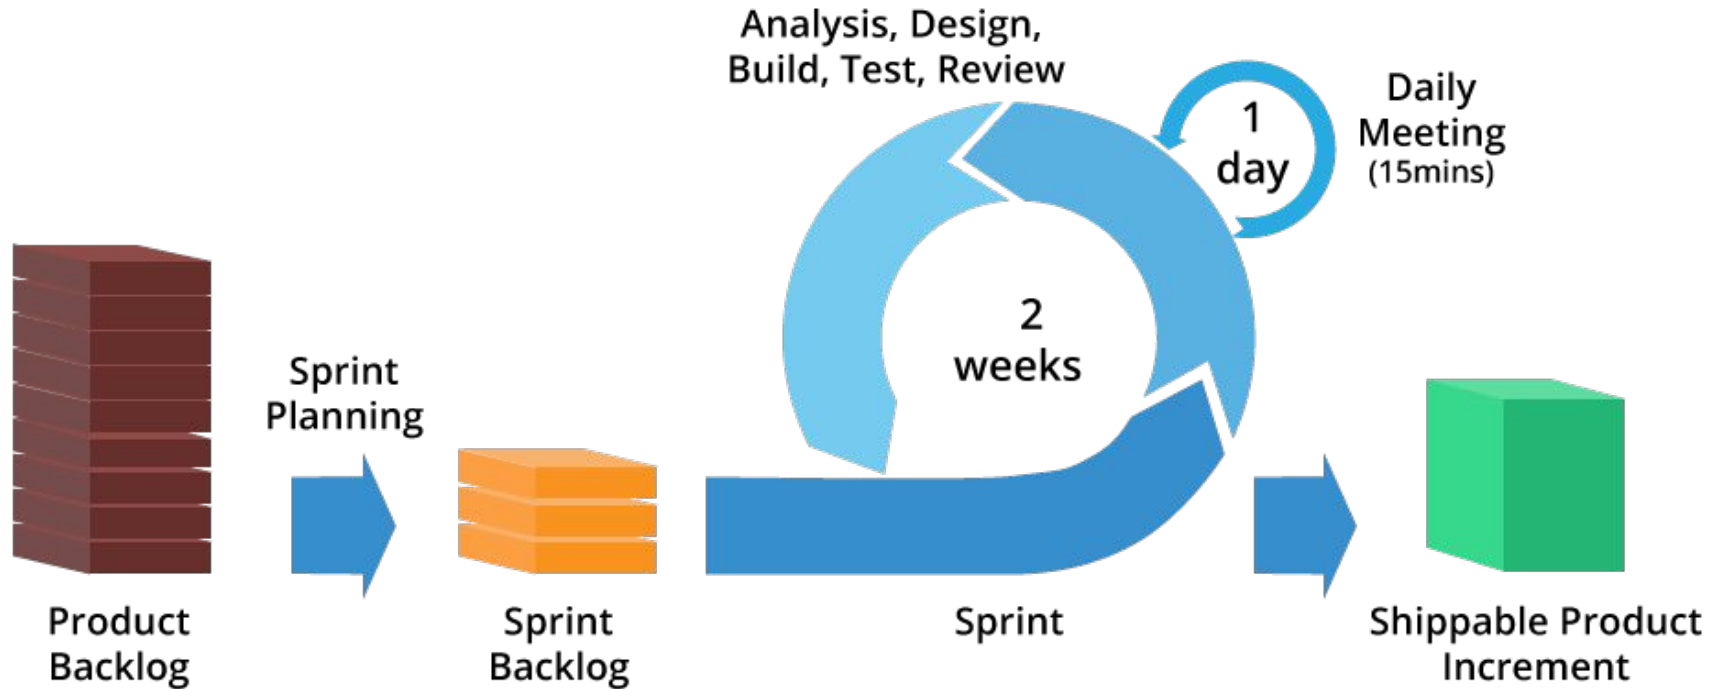 Analysis, Design,
Build, Test, Review
1
day
Daily
Meeting
(15mins)
2
weeks
Sprint
Planning
Product
Backlog
Sprint
Backlog
Sprint
Shippable Product
Increment